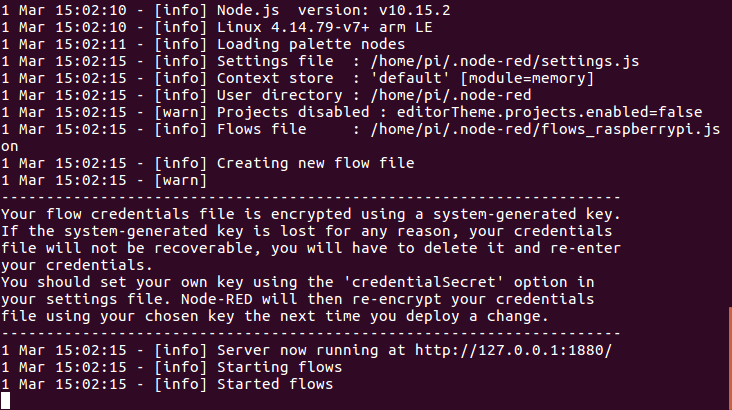 1 Mar 15:02:10 - [info] Node.js  version: v10.15.2
1 Mar 15:02:10 - [info] Linux 4.14.79-v7+ arm LE
1 Mar 15:02:11 - [info] Loading palette nodes
1 Mar 15:02:15 - [info] Settings file  : /home/pi/.node-red/settings.js
1 Mar 15:02:15 - [info] Context store  : 'default' [module=memory]
1 Mar 15:02:15 - [info] User directory : /home/pi/.node-red
1 Mar 15:02:15 - [warn] Projects disabled : editorTheme.projects.enabled=false
1 Mar 15:02:15 - [info] Flows file     : /home/pi/.node-red/flows_raspberrypi.js
on
1 Mar 15:02:15 - [info] Creating new flow file
1 Mar 15:02:15 - [warn]
---------------------------------------------------------------------
Your flow credentials file is encrypted using a system-generated key.
If the system-generated key is lost for any reason, your credentials
file will not be recoverable, you will have to delete it and re-enter
your credentials.
You should set your own key using the 'credentialSecret' option in
your settings file. Node-RED will then re-encrypt your credentials
file using your chosen key the next time you deploy a change.
---------------------------------------------------------------------
1 Mar 15:02:15 - [info] Server now running at http://127.0.0.1:1880/
1 Mar 15:02:15 - [info] Starting flows
1 Mar 15:02:15 - [info] Started flows